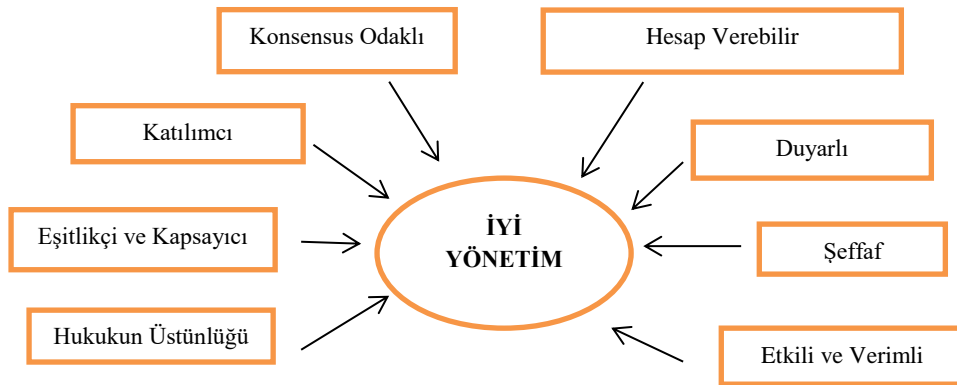 Konsensus Odaklı
Hesap Verebilir
Katılımcı
Duyarlı
İYİ
YÖNETİM
Eşitlikçi ve Kapsayıcı
Şeffaf
Hukukun Üstünlüğü
Etkili ve Verimli